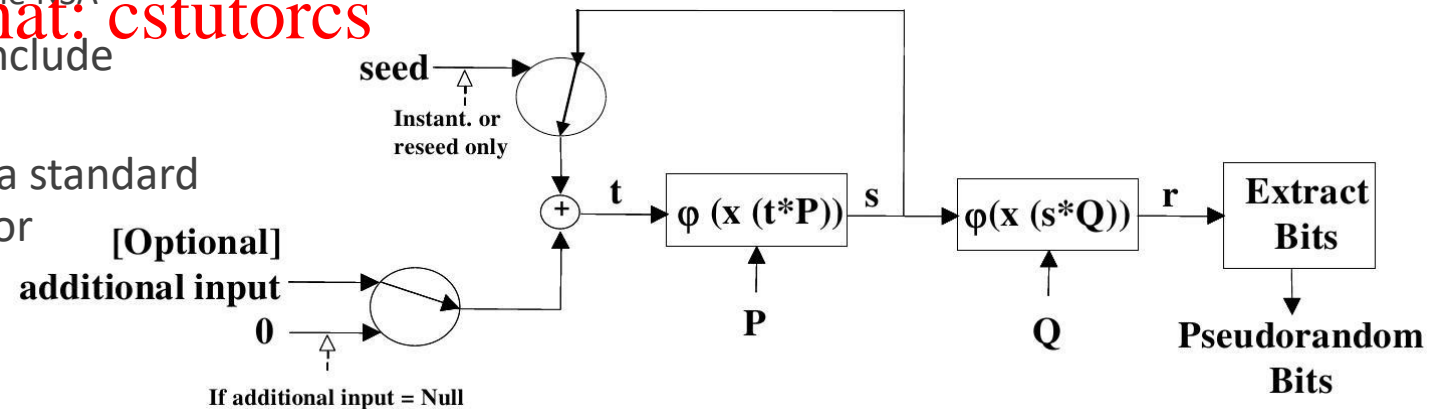 hat: cstutorcs
nclude
a standard
or
seed
Instant. or
reseed only
[Optional]
additional input
0
If additional input = Null
+
t
φ (x (t*P))
s
φ(x (s*Q))
r
Extract
Bits
P
Q
Pseudorandom
Bits